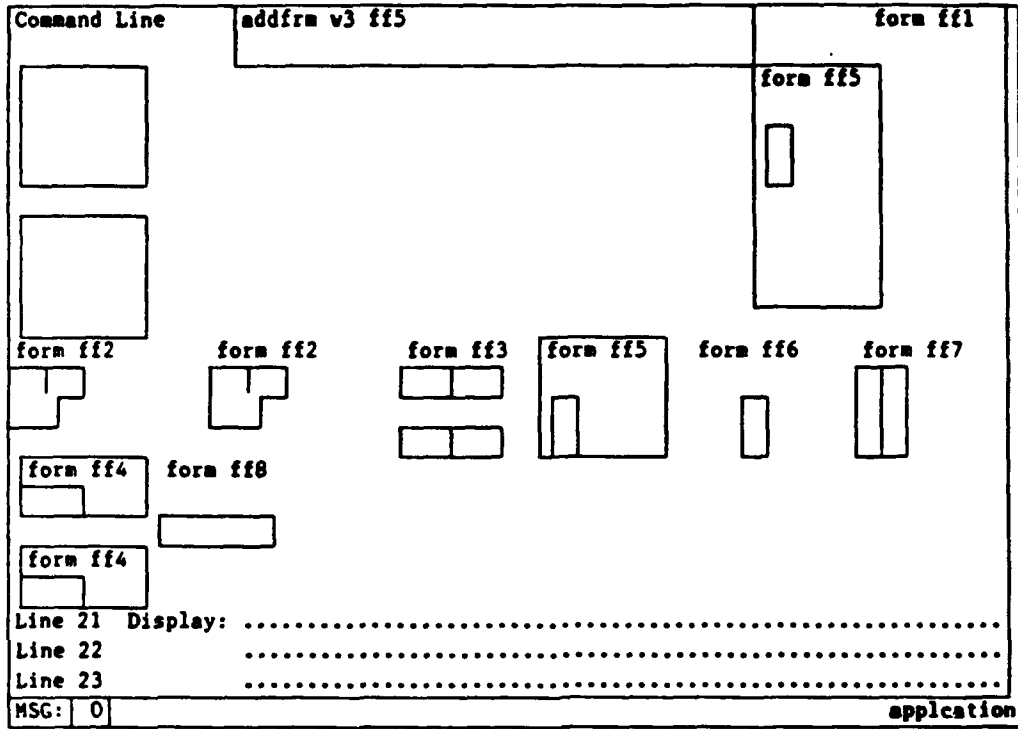 Command Line addfrm v3 ff5 form ff1
form ff5
form ff2 form ff2 form ff3 form ff5 form ff6 form ff7
form ff4 form ff8
form ff4
Line 21 Display: ............................................................
Line 22 ............................................................
Line 23 ............................................................
MSG: 0 applcation